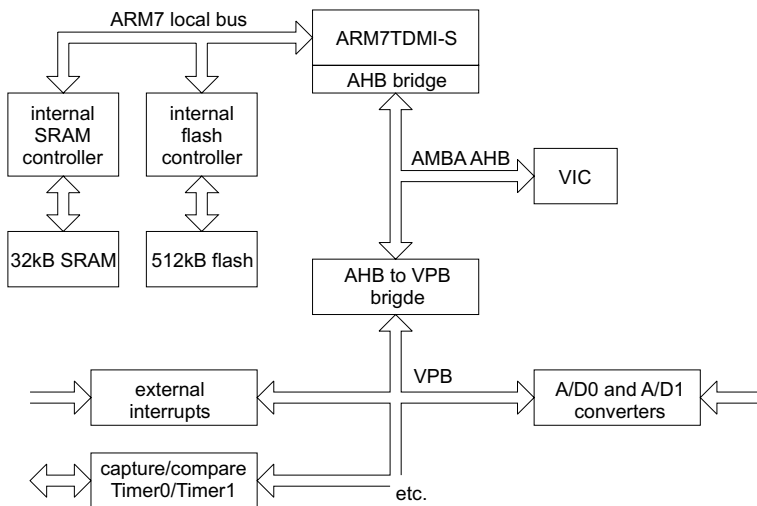 ARM7 local bus
ARM7TDMI-S
AHB bridge
internal
SRAM
controller
internal
flash
controller
AMBA AHB
VIC
32kB SRAM
512kB flash
AHB to VPB
brigde
external
interrupts
VPB
A/D0 and A/D1
converters
capture/compare
Timer0/Timer1
etc.